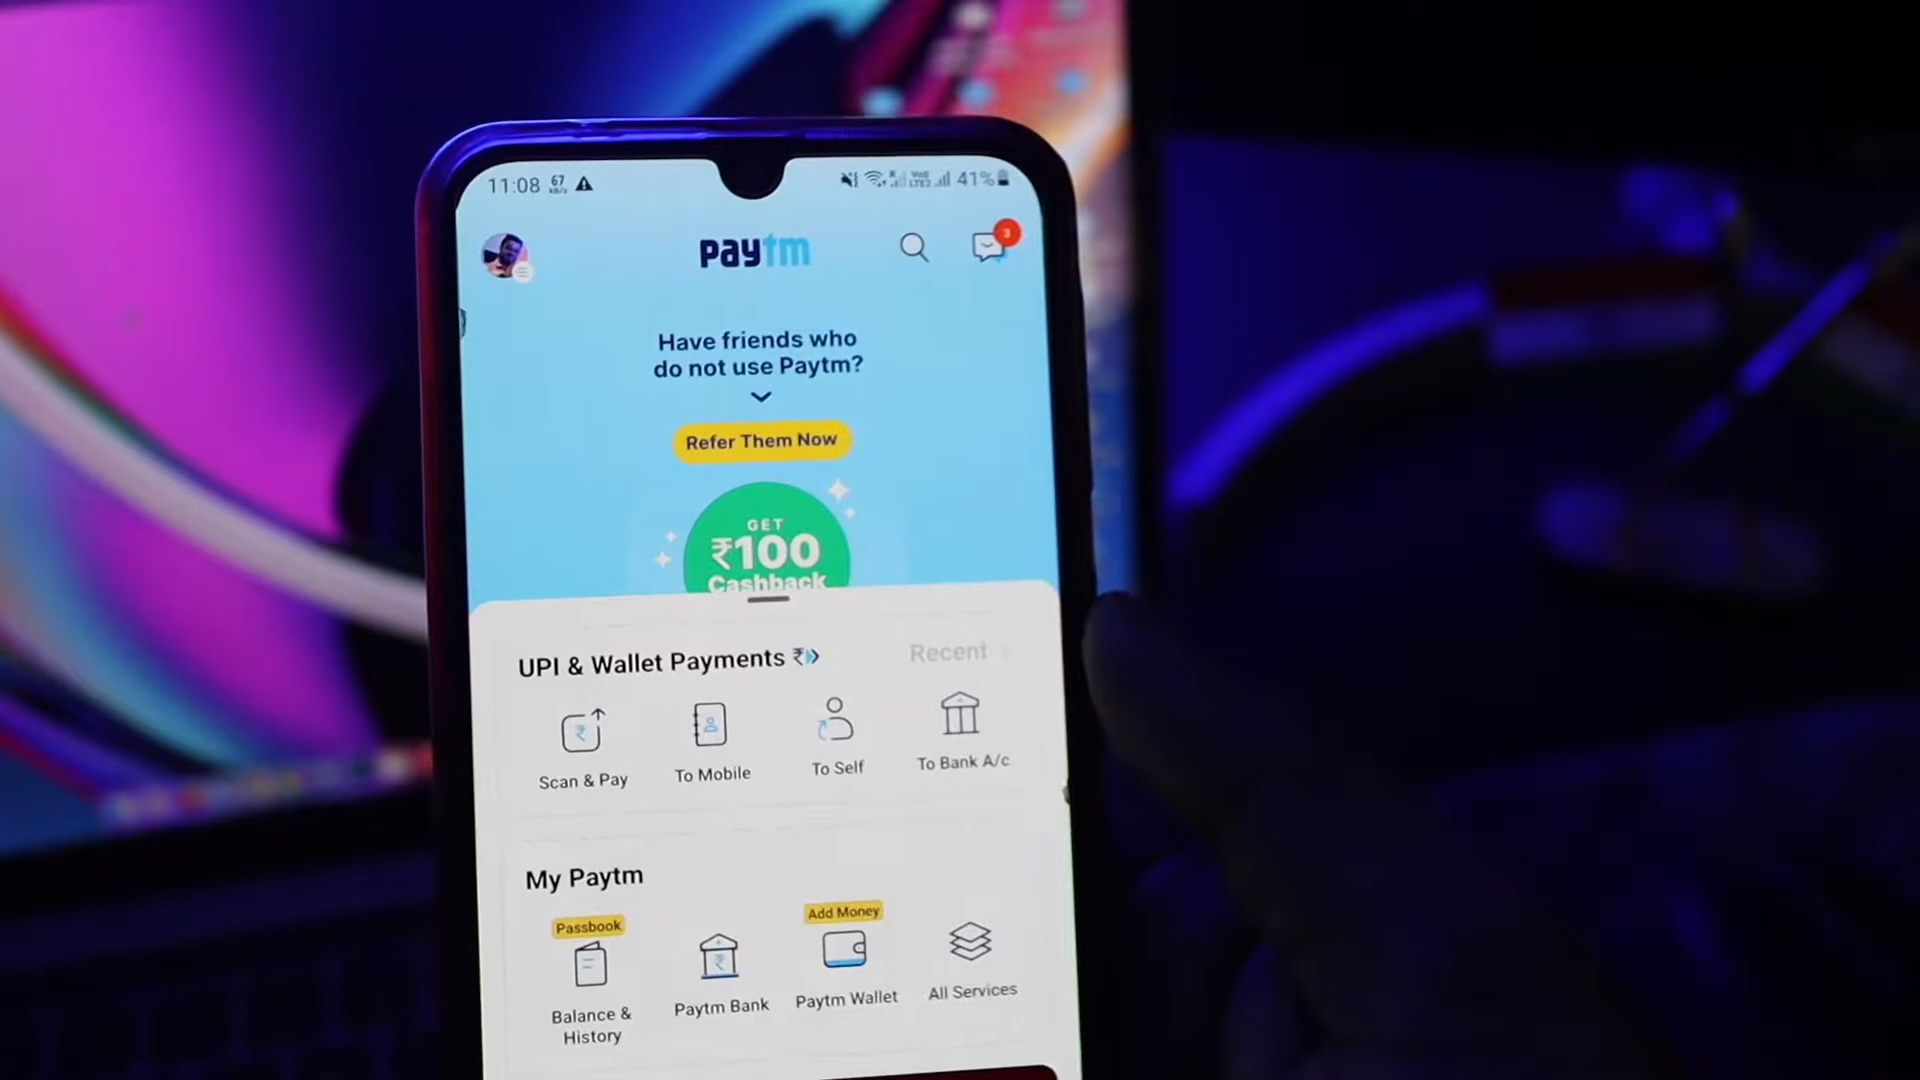 11:08 67 KB/s 41%
paytm
3
Have friends who
do not use Paytm?
Refer Them Now
GET
₹100
Cashback
UPI & Wallet Payments ₹
Recent
₹
Scan & Pay To Mobile To Self To Bank A/c
My Paytm
Passbook Add Money
₹
Balance & History Paytm Bank Paytm Wallet All Services